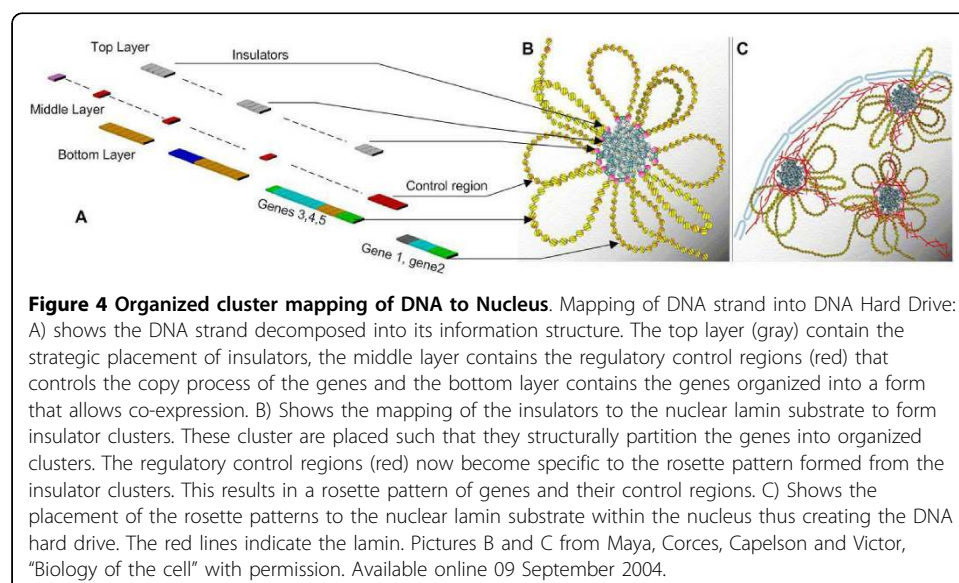 Top Layer
Insulators
B
C
Middle Layer
Bottom Layer
Control region
A
Genes 3,4,5
Gene 1, gene2
Figure 4 Organized cluster mapping of DNA to Nucleus. Mapping of DNA strand into DNA Hard Drive:
A) shows the DNA strand decomposed into its information structure. The top layer (gray) contain the
strategic placement of insulators, the middle layer contains the regulatory control regions (red) that
controls the copy process of the genes and the bottom layer contains the genes organized into a form
that allows co-expression. B) Shows the mapping of the insulators to the nuclear lamin substrate to form
insulator clusters. These cluster are placed such that they structurally partition the genes into organized
clusters. The regulatory control regions (red) now become specific to the rosette pattern formed from the
insulator clusters. This results in a rosette pattern of genes and their control regions. C) Shows the
placement of the rosette patterns to the nuclear lamin substrate within the nucleus thus creating the DNA
hard drive. The red lines indicate the lamin. Pictures B and C from Maya, Corces, Capelson and Victor,
"Biology of the cell" with permission. Available online 09 September 2004.